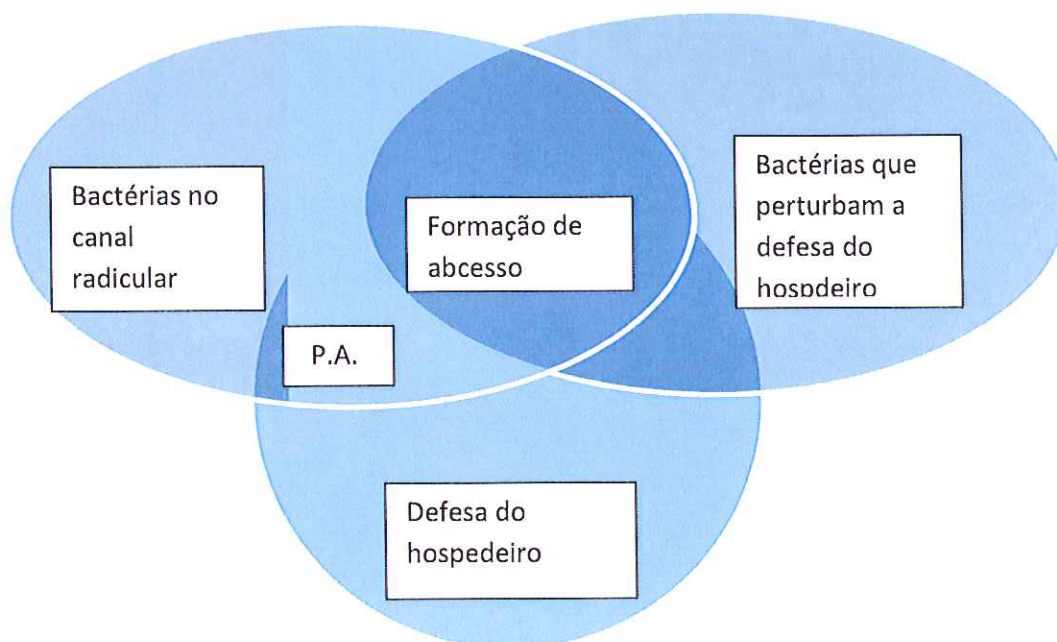 Bactérias no
canal
radicular
Formação de
abcesso
Bactérias que
perturbam a
defesa do
hospdeiro
P.A.
Defesa do
hospedeiro